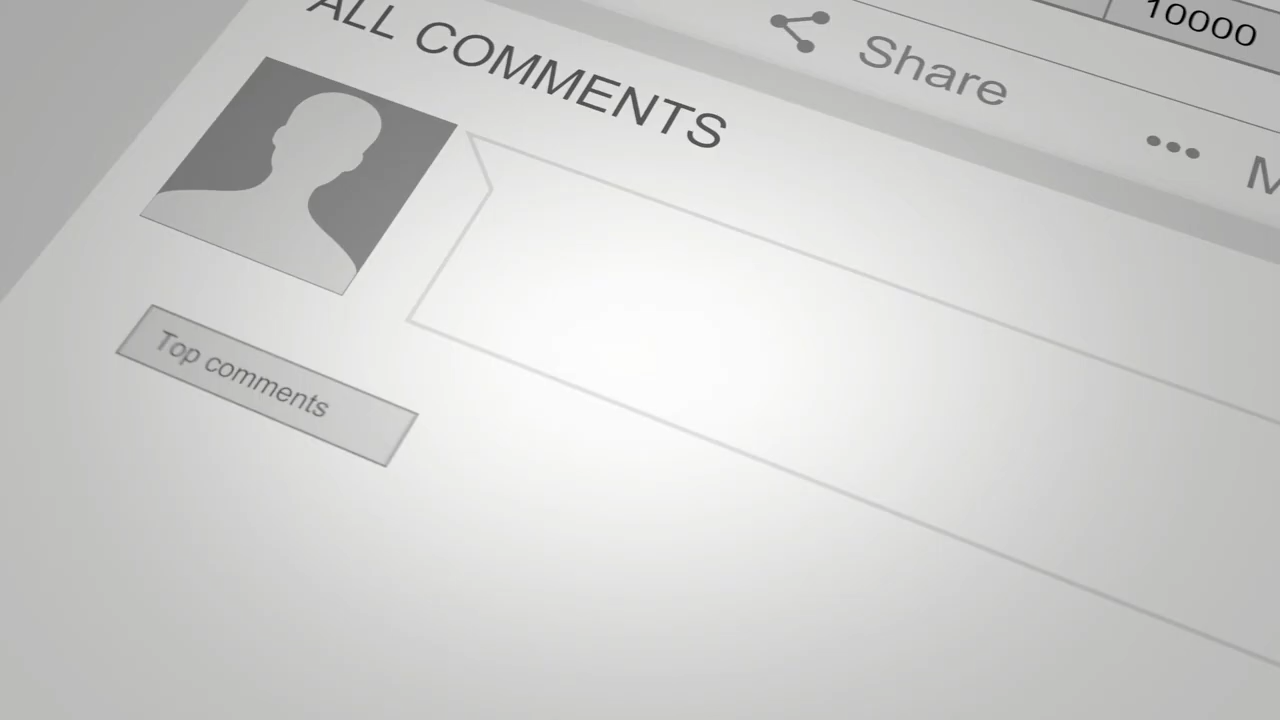 10000
Share
••• M
ALL COMMENTS
Top comments